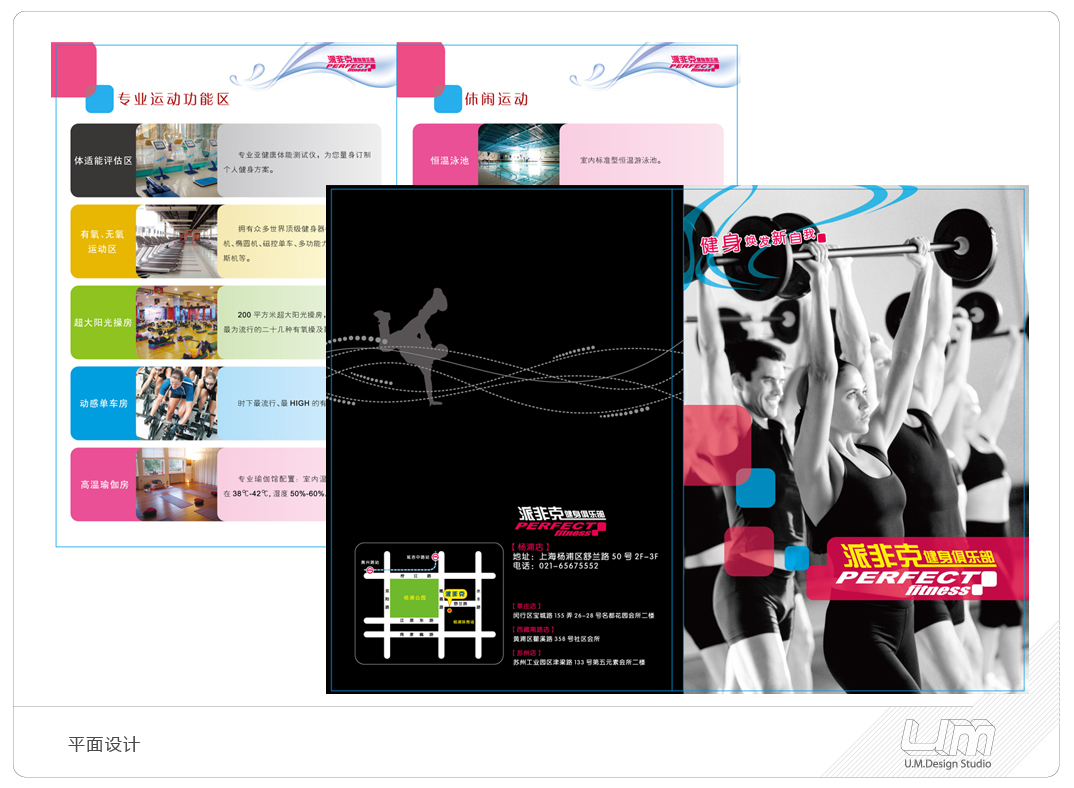 派菲克健身俱乐部
PERFECT
fitness
专业运动功能区
体适能评估区
专业亚健康体能测试仪，为您量身订制
个人健身方案。
有氧、无氧
运动区
拥有众多世界顶级健身器
机、椭圆机、磁控单车、多功能
斯机等。
超大阳光操房
200 平方米超大阳光操房，
最为流行的二十几种有氧操及
动感单车房
时下最流行、最 HIGH 的有
高温瑜伽房
专业瑜伽馆配置：室内温
在 38℃-42℃，湿度 50%-60%。
派菲克健身俱乐部
PERFECT
fitness
休闲运动
恒温泳池
室内标准型恒温游泳池。
派菲克健身俱乐部
PERFECT
fitness
【 杨浦店 】
地址：上海杨浦区舒兰路 50 号 2F-3F
电话：021-65675552
杨浦公园
派菲克
舒兰路
【 莘庄店 】
闵行区宝城路 155 弄 26-28 号名都花园会所二楼
【 西藏南路店 】
黄浦区瞿溪路 358 号社区会所
【 苏州店 】
苏州工业园区津梁路 133 号第五元素会所二楼
健身焕发新自我
派菲克健身俱乐部
PERFECT
fitness
平面设计
UM
U.M.Design Studio